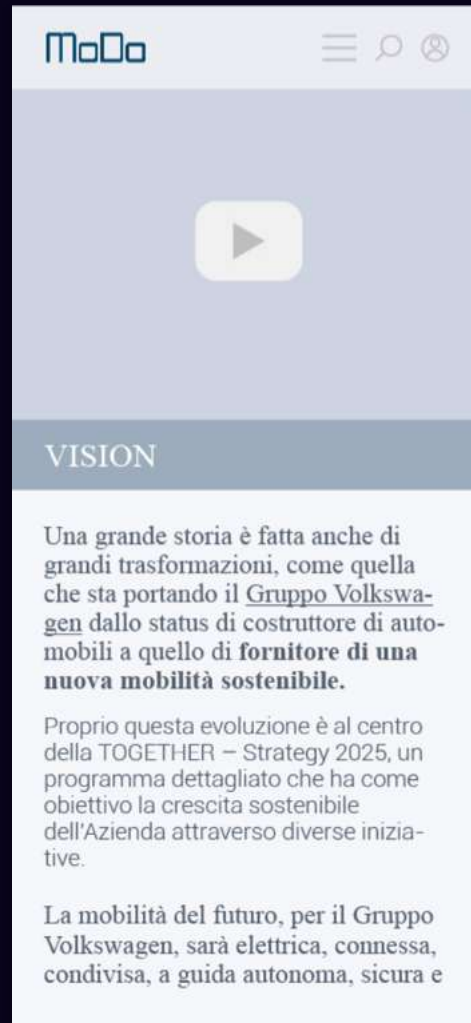 MoDo
VISION
Una grande storia è fatta anche di
grandi trasformazioni, come quella
che sta portando il Gruppo Volkswa-
gen dallo status di costruttore di auto-
mobili a quello di fornitore di una
nuova mobilità sostenibile.
Proprio questa evoluzione è al centro
della TOGETHER – Strategy 2025, un
programma dettagliato che ha come
obiettivo la crescita sostenibile
dell'Azienda attraverso diverse inizia-
tive.
La mobilità del futuro, per il Gruppo
Volkswagen, sarà elettrica, connessa,
condivisa, a guida autonoma, sicura e